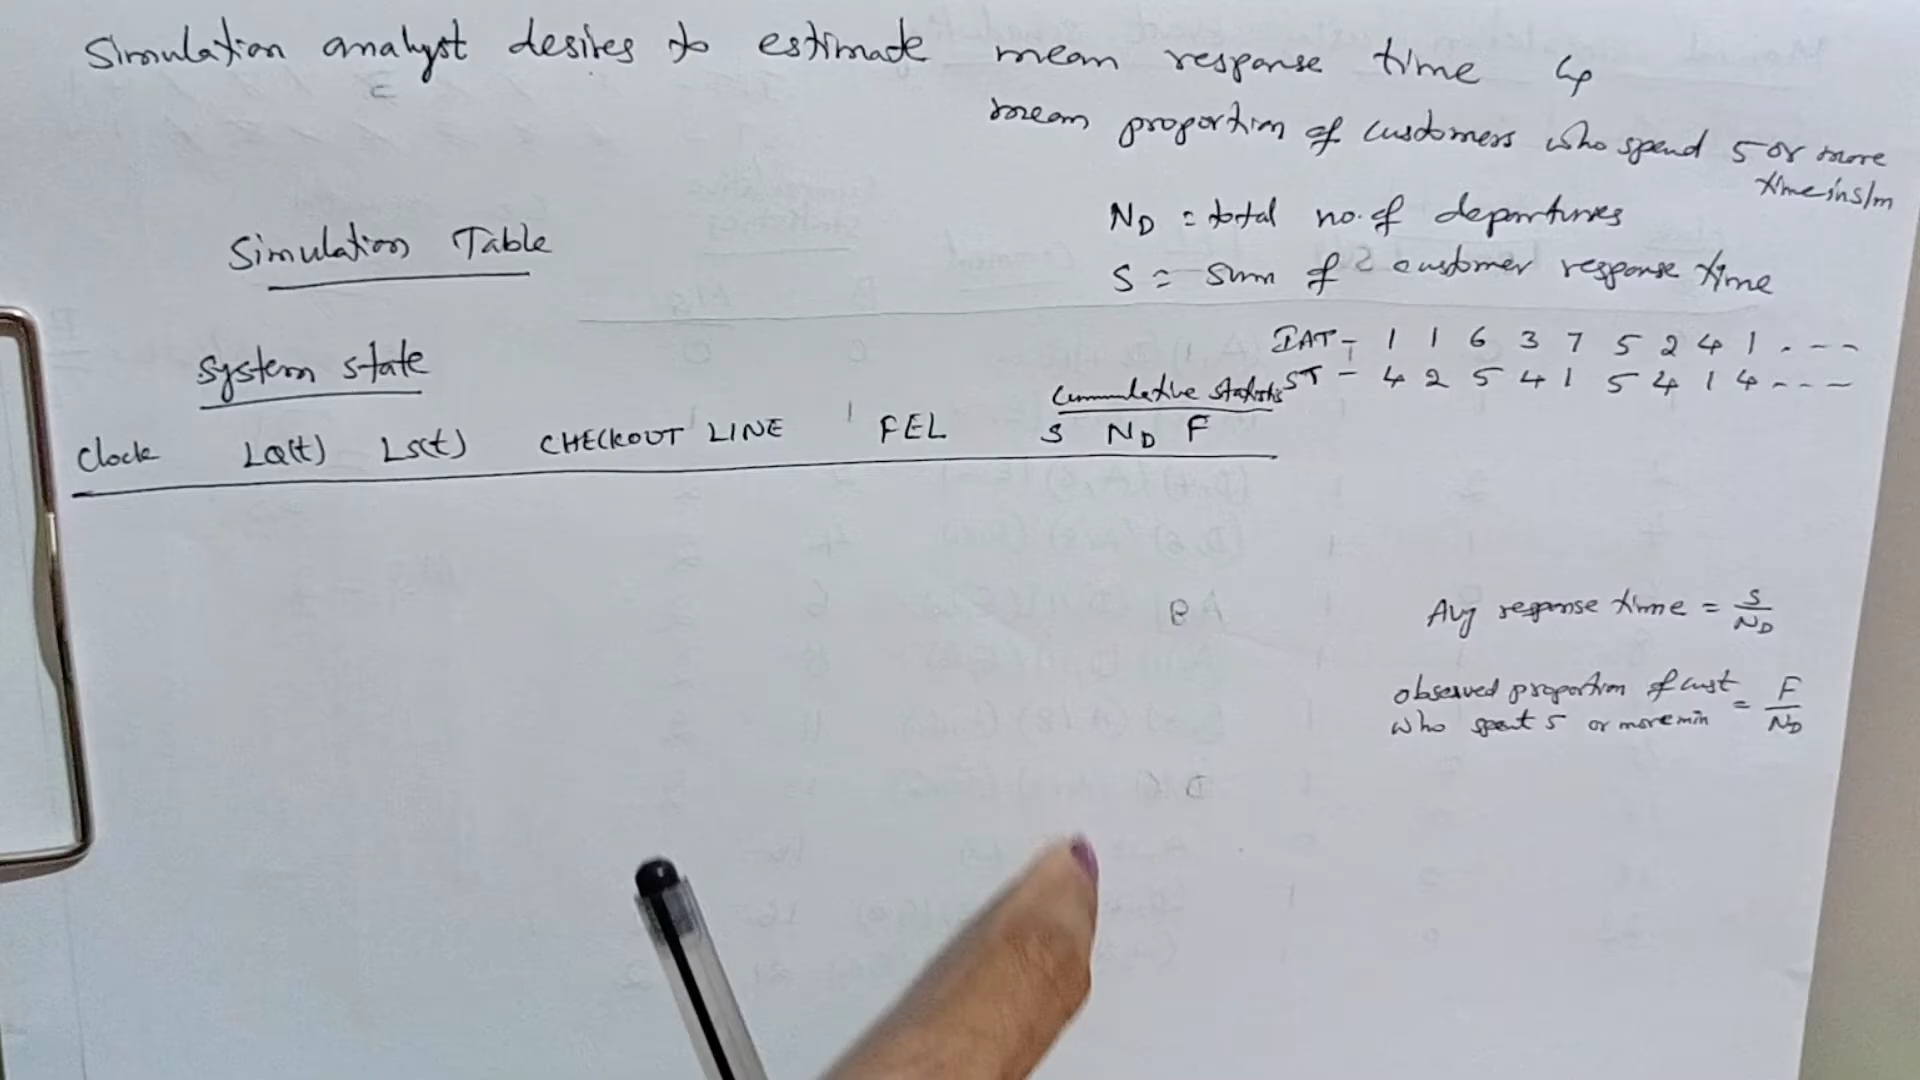 Simulation analyst desires to estimate mean response time &
mean proportion of customers who spend 5 or more
time in s/m
ND = total no. of departures
S = sum of customer response time
Simulation Table
IAT - 1 1 6 3 7 5 2 4 1 . - -
ST - 4 2 5 4 1 5 4 1 4 - - -
System state
Cummulative Statistics
Clock LQ(t) LS(t) CHECKOUT LINE FEL S ND F
Avg response time = S/ND
observed proportion of cust
who spent 5 or more min = F/ND